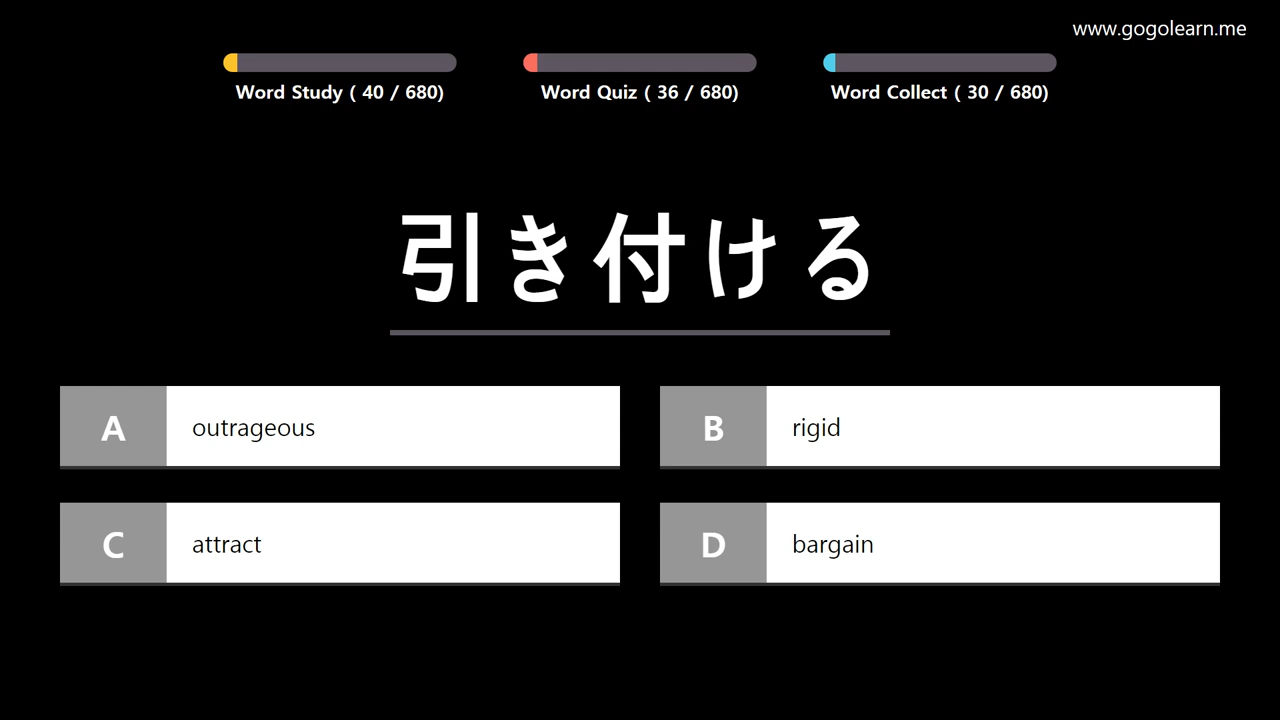 www.gogolearn.me
Word Study ( 40 / 680)
Word Quiz ( 36 / 680)
Word Collect ( 30 / 680)
引き付ける
A outrageous
B rigid
C attract
D bargain